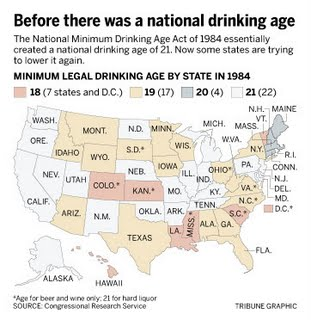 Before there was a national drinking age
The National Minimum Drinking Age Act of 1984 essentially
created a national drinking age of 21. Now some states are trying
to lower it again.
MINIMUM LEGAL DRINKING AGE BY STATE IN 1984
18 (7 states and D.C.) 19 (17) 20 (4) 21 (22)
N.H. MAINE
WASH. MONT. N.D. MINN. MICH. VT. MASS.
ORE. IDAHO WYO. S.D.* WIS. W.VA. N.Y. R.I.
NEV. UTAH NEB. IOWA ILL. IND. OHIO* PA. CONN.
N.J.
CALIF. COLO.* KAN.* MO. KY. VA.* DEL.
MD.
ARIZ. N.M. OKLA. ARK. TENN. N.C.* D.C.*
TEXAS LA. MISS.* ALA. GA. S.C.*
FLA.
ALASKA HAWAII
*Age for beer and wine only; 21 for hard liquor
SOURCE: Congressional Research Service TRIBUNE GRAPHIC